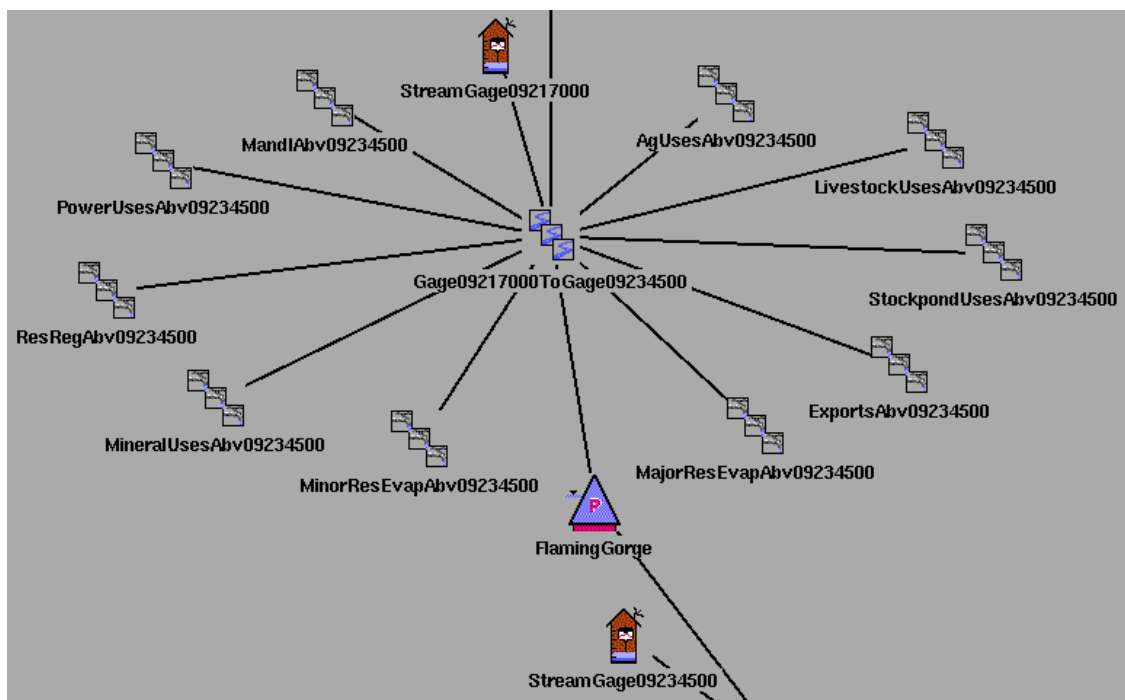 StreamGage09217000
MandIAbv09234500
AgUsesAbv09234500
LivestockUsesAbv09234500
PowerUsesAbv09234500
Gage09217000ToGage09234500
StockpondUsesAbv09234500
ResRegAbv09234500
ExportsAbv09234500
MineralUsesAbv09234500
MinorResEvapAbv09234500
MajorResEvapAbv09234500
P
FlamingGorge
StreamGage09234500